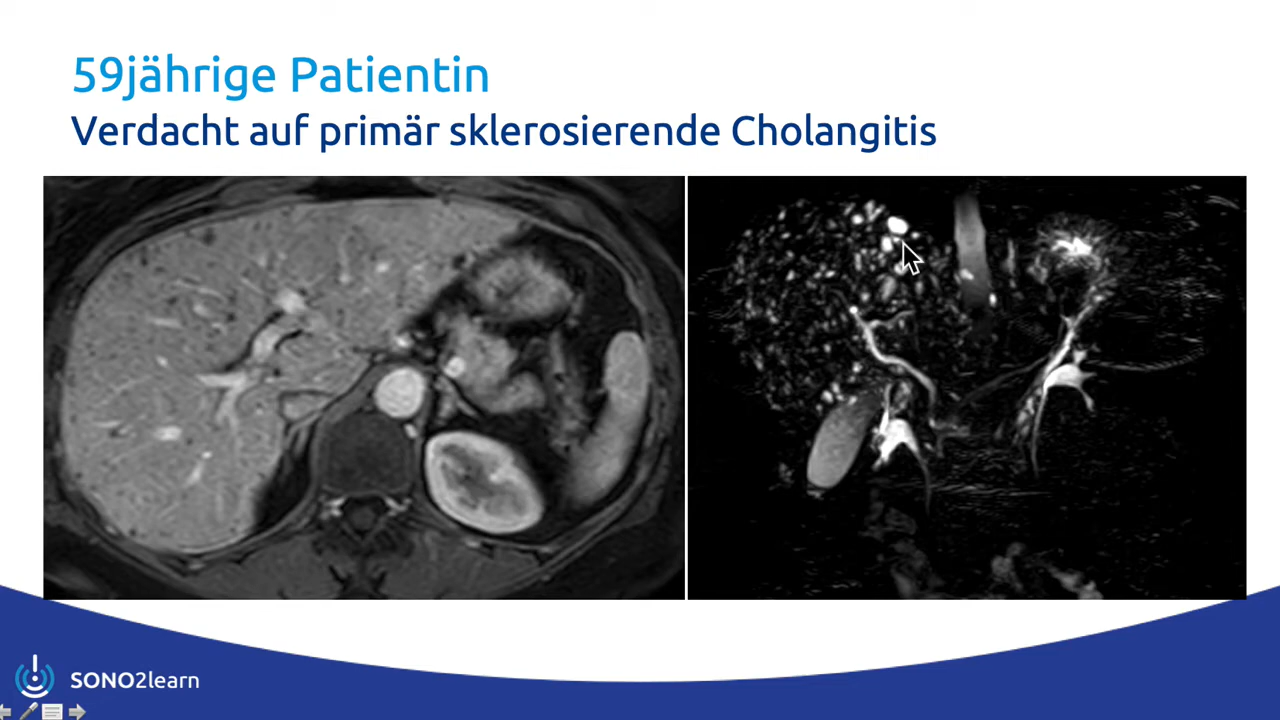 59jährige Patientin
Verdacht auf primär sklerosierende Cholangitis
SONO2learn